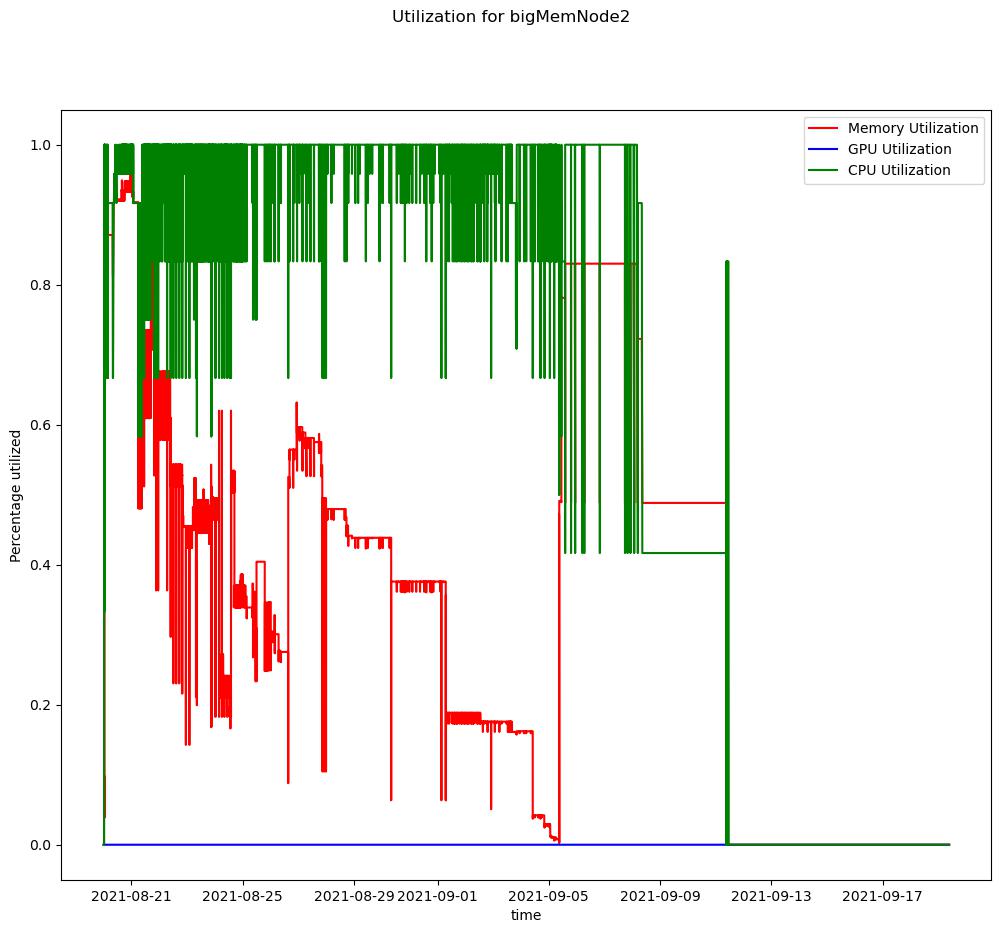 Utilization for bigMemNode2
Memory Utilization
GPU Utilization
CPU Utilization
Percentage utilized
1.0
0.8
0.6
0.4
0.2
0.0
2021-08-21 2021-08-25 2021-08-29 2021-09-01 2021-09-05 2021-09-09 2021-09-13 2021-09-17
time